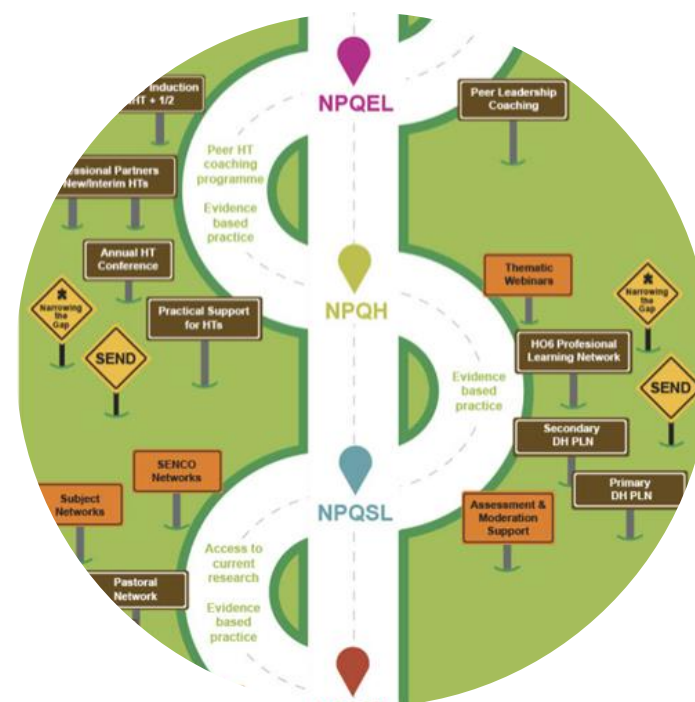 NPQEL
Induction
+ 1/2
Peer Leadership
Coaching
Peer HT
coaching
programme
Evidence
based
practice
Partners
New/Interim HTs
Annual HT
Conference
Narrowing
the
Gap
SEND
Practical Support
for HTs
NPQH
Thematic
Webinars
Narrowing
the
Gap
HO6 Profesional
Learning Network
SEND
Evidence
based
practice
Secondary
DH PLN
Primary
DH PLN
NPQSL
SENCO
Networks
Subject
Networks
Assessment &
Moderation
Support
Access to
current
research
Evidence
based
practice
Pastoral
Network